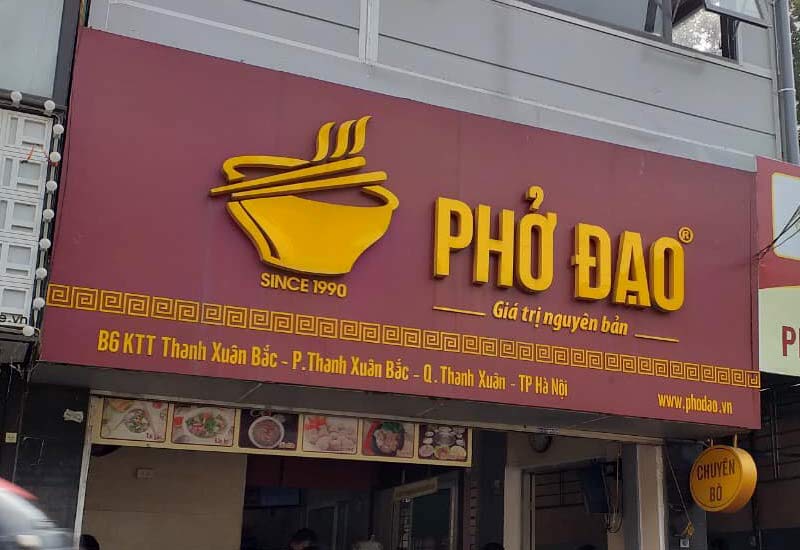 PHỞ ĐẠO®
SINCE 1990
Giá trị nguyên bản
B6 KTT Thanh Xuân Bắc - P.Thanh Xuân Bắc - Q.Thanh Xuân - TP Hà Nội
www.phodao.vn
CHUYÊN
BÒ